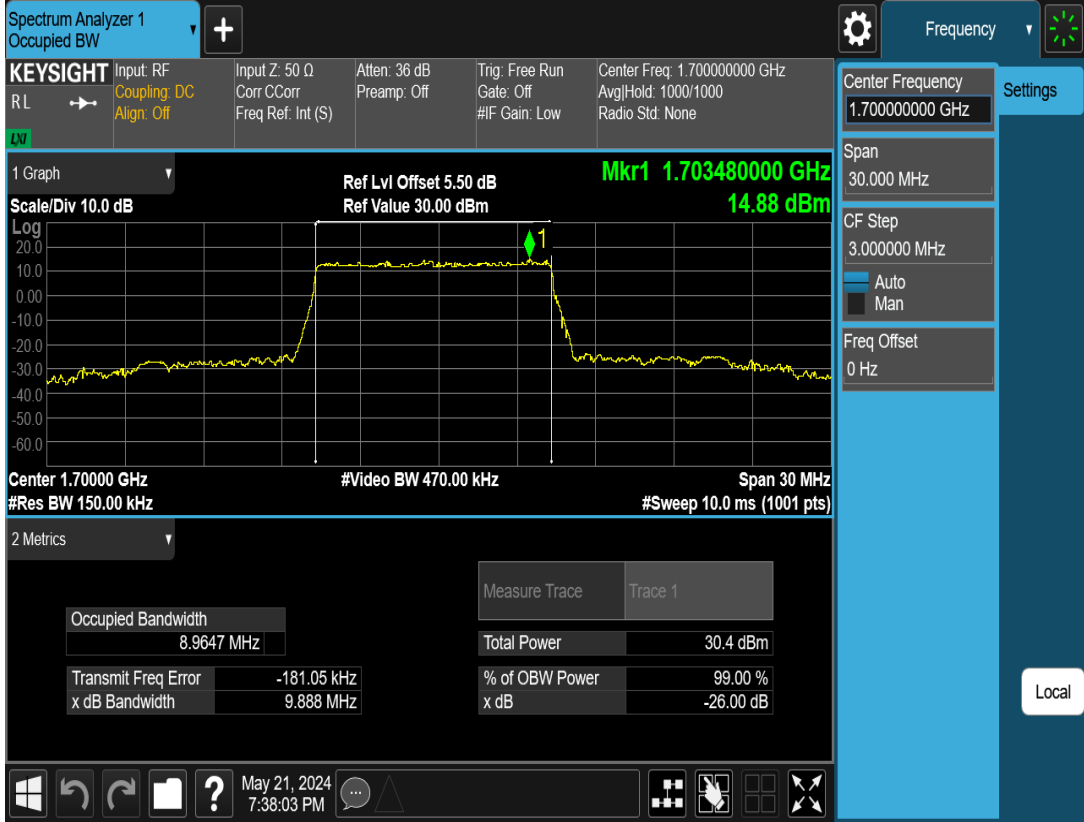 Spectrum Analyzer 1
Occupied BW
+
Frequency
KEYSIGHT
RL
LXI
Input: RF
Coupling: DC
Align: Off
Input Z: 50 Ω
Corr CCorr
Freq Ref: Int (S)
Atten: 36 dB
Preamp: Off
Trig: Free Run
Gate: Off
#IF Gain: Low
Center Freq: 1.700000000 GHz
Avg|Hold: 1000/1000
Radio Std: None
Center Frequency
1.700000000 GHz
Settings
Span
30.000 MHz
CF Step
3.000000 MHz
Auto
Man
Freq Offset
0 Hz
Local
1 Graph
Scale/Div 10.0 dB
Ref Lvl Offset 5.50 dB
Ref Value 30.00 dBm
Mkr1 1.703480000 GHz
14.88 dBm
Log
20.0
10.0
0.00
-10.0
-20.0
-30.0
-40.0
-50.0
-60.0
1
Center 1.70000 GHz
#Video BW 470.00 kHz
Span 30 MHz
#Res BW 150.00 kHz
#Sweep 10.0 ms (1001 pts)
2 Metrics
Measure Trace
Trace 1
Occupied Bandwidth
8.9647 MHz
Total Power
30.4 dBm
Transmit Freq Error
-181.05 kHz
% of OBW Power
99.00 %
x dB Bandwidth
9.888 MHz
x dB
-26.00 dB
?
May 21, 2024
7:38:03 PM